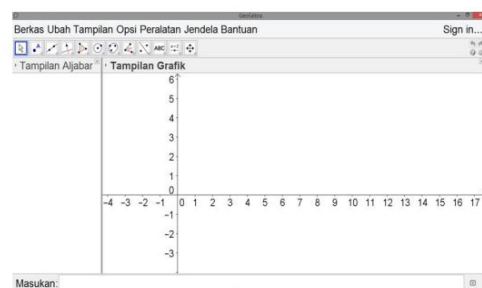 GeoGebra
Berkas Ubah Tampilan Opsi Peralatan Jendela Bantuan Sign in...
ABC
Tampilan Aljabar Tampilan Grafik
6
5
4
3
2
1
0
-4 -3 -2 -1 0 1 2 3 4 5 6 7 8 9 10 11 12 13 14 15 16 17
-1
-2
-3
Masukan: